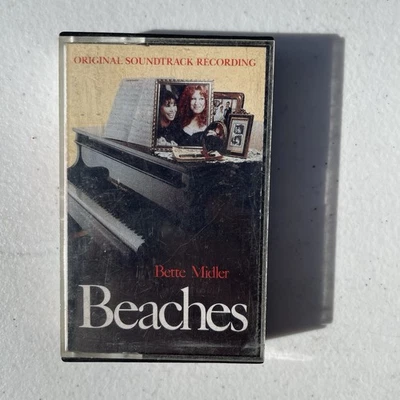 ORIGINAL SOUNDTRACK RECORDING
Bette Midler
Beaches